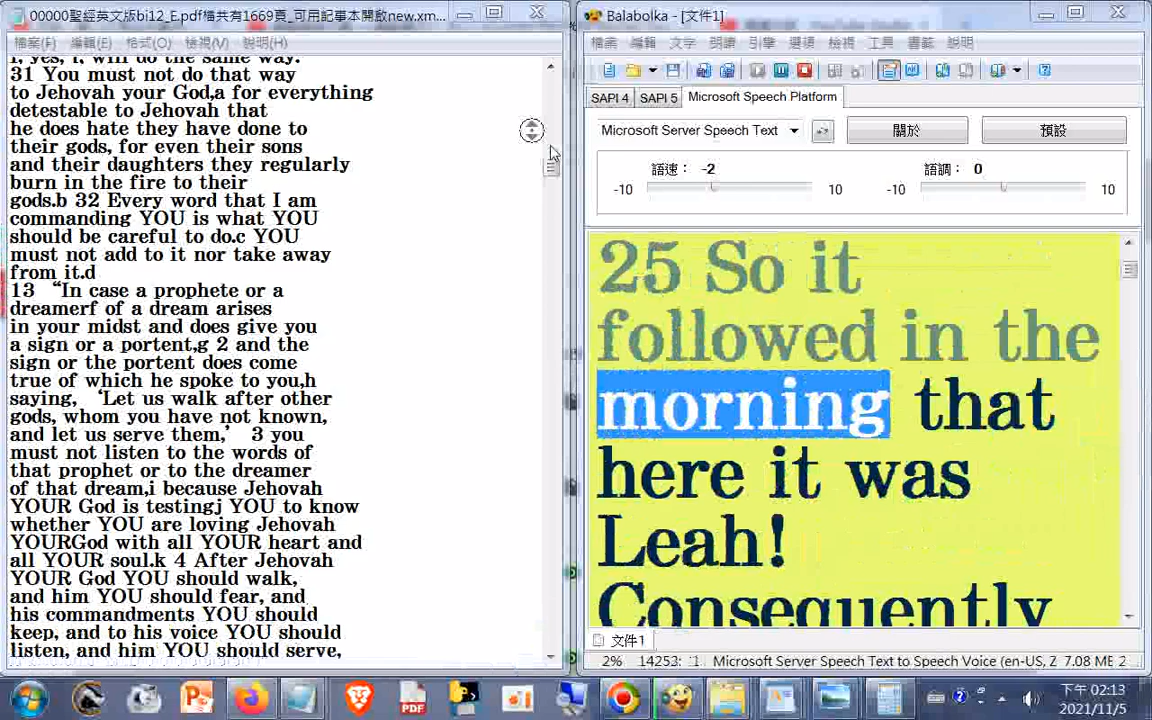 00000聖經英文版bi12_E.pdf檔共有1669頁_可用記事本開啟new.xm...
檔案(F) 編輯(E) 格式(O) 檢視(V) 說明(H)
I, yes, I, will do the same way.'
31 You must not do that way
to Jehovah your God,a for everything
detestable to Jehovah that
he does hate they have done to
their gods, for even their sons
and their daughters they regularly
burn in the fire to their
gods.b 32 Every word that I am
commanding YOU is what YOU
should be careful to do.c YOU
must not add to it nor take away
from it.d
13 “In case a prophete or a
dreamerf of a dream arises
in your midst and does give you
a sign or a portent,g 2 and the
sign or the portent does come
true of which he spoke to you,h
saying, ‘Let us walk after other
gods, whom you have not known,
and let us serve them,’ 3 you
must not listen to the words of
that prophet or to the dreamer
of that dream,i because Jehovah
YOUR God is testingj YOU to know
whether YOU are loving Jehovah
YOURGod with all YOUR heart and
all YOUR soul.k 4 After Jehovah
YOUR God YOU should walk,
and him YOU should fear, and
his commandments YOU should
keep, and to his voice YOU should
listen, and him YOU should serve,
Balabolka - [文件1]
檔案 編輯 文字 朗讀 引擎 選項 檢視 工具 書籤 說明
SAPI 4 SAPI 5 Microsoft Speech Platform
Microsoft Server Speech Text 關於 預設
語速： -2 語調： 0
-10 10 -10 10
25 So it
followed in the
morning that
here it was
Leah!
Consequently
文件1
2% 14253: 1 Microsoft Server Speech Text to Speech Voice (en-US, Z 7.08 MB 2
PDF
下午 02:13
2021/11/5